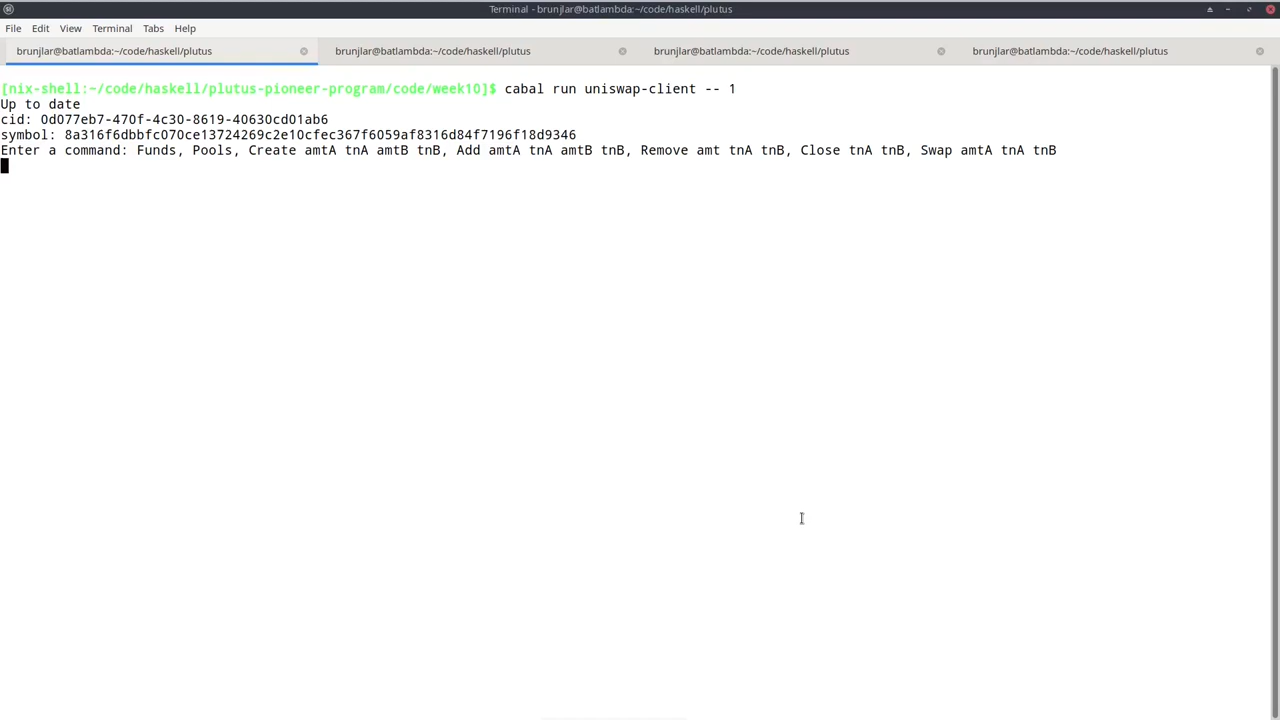 Terminal - brunjlar@batlambda:~/code/haskell/plutus
File Edit View Terminal Tabs Help
brunjlar@batlambda:~/code/haskell/plutus brunjlar@batlambda:~/code/haskell/plutus brunjlar@batlambda:~/code/haskell/plutus brunjlar@batlambda:~/code/haskell/plutus
[nix-shell:~/code/haskell/plutus-pioneer-program/code/week10]$ cabal run uniswap-client -- 1
Up to date
cid: 0d077eb7-470f-4c30-8619-40630cd01ab6
symbol: 8a316f6dbbfc070ce13724269c2e10cfec367f6059af8316d84f7196f18d9346
Enter a command: Funds, Pools, Create amtA tnA amtB tnB, Add amtA tnA amtB tnB, Remove amt tnA tnB, Close tnA tnB, Swap amtA tnA tnB